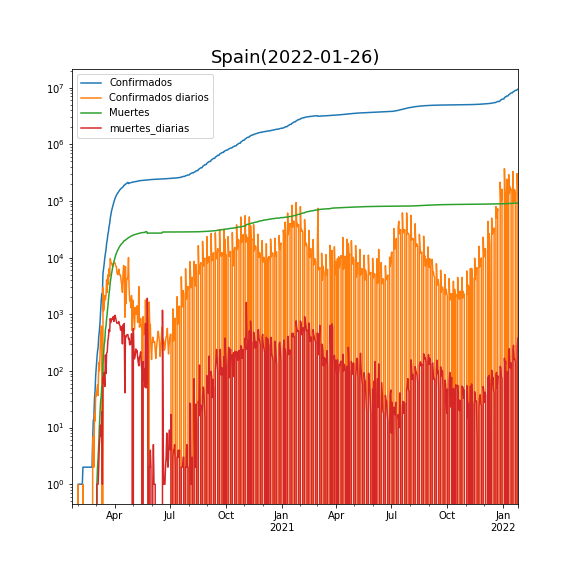 Spain(2022-01-26)
Confirmados
Confirmados diarios
Muertes
muertes_diarias
10⁷
10⁶
10⁵
10⁴
10³
10²
10¹
10⁰
Apr Jul Oct Jan Apr Jul Oct Jan
2021 2022